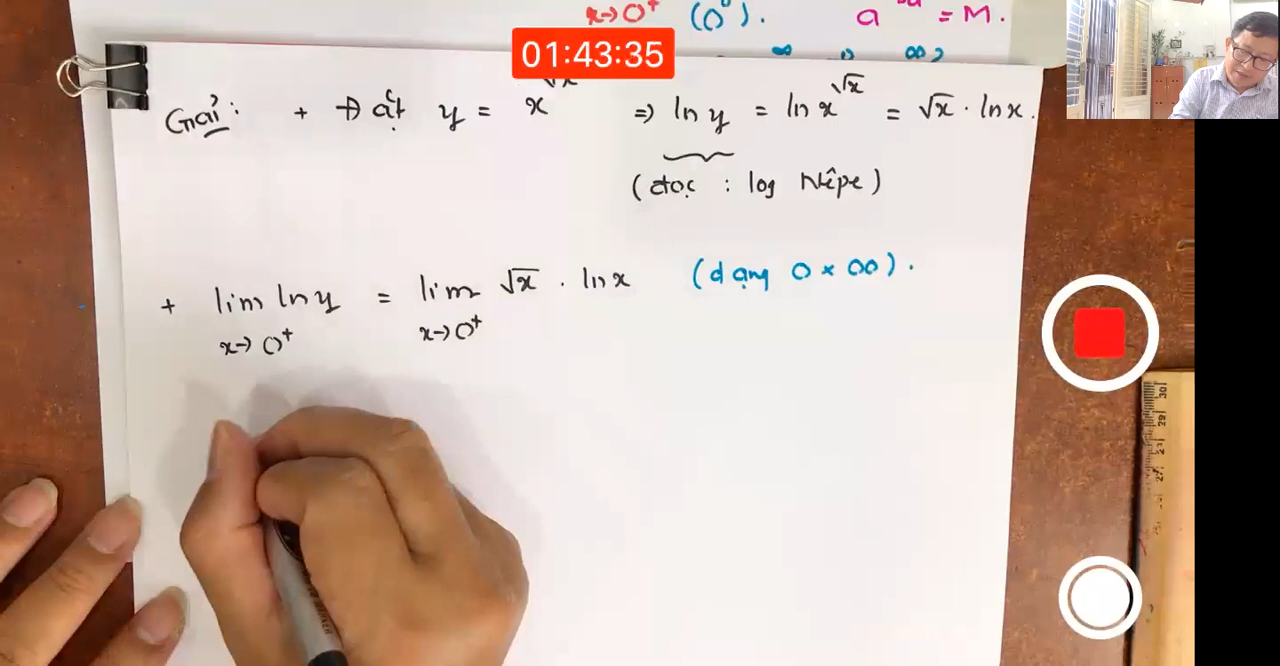 x→0⁺ (0⁰). a = M.
01:43:35
Giải: + Đặt y = x^√x ⇒ ln y = ln x^√x = √x . ln x.
(đọc : log Nêpe)
+ lim ln y = lim √x . ln x (dạng 0 × ∞).
x→0⁺ x→0⁺